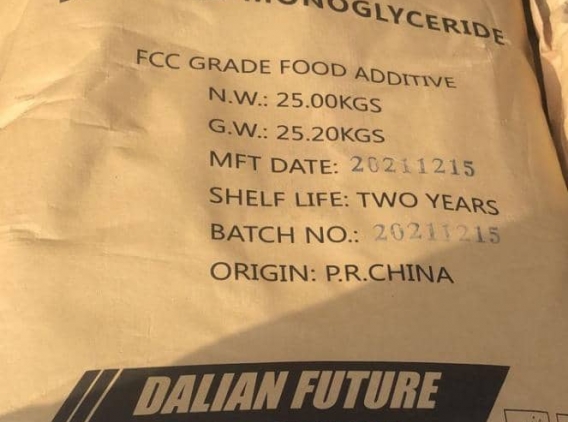 MONOGLYCERIDE
FCC GRADE FOOD ADDITIVE
N.W.: 25.00KGS
G.W.: 25.20KGS
MFT DATE: 20211215
SHELF LIFE: TWO YEARS
BATCH NO.: 20211215
ORIGIN: P.R.CHINA
DALIAN FUTURE